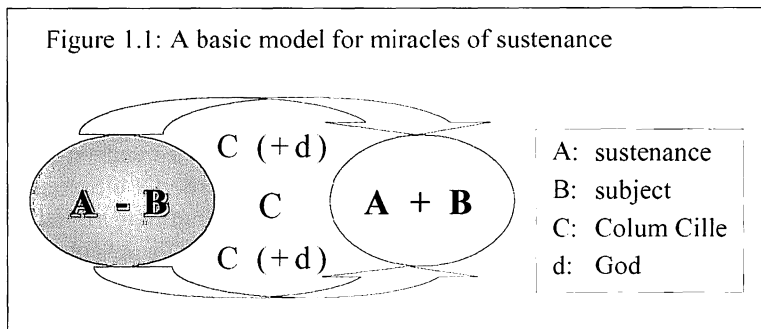 Figure 1.1: A basic model for miracles of sustenance
C (+d)
A - B
C
A + B
C (+d)
A: sustenance
B: subject
C: Colum Cille
d: God